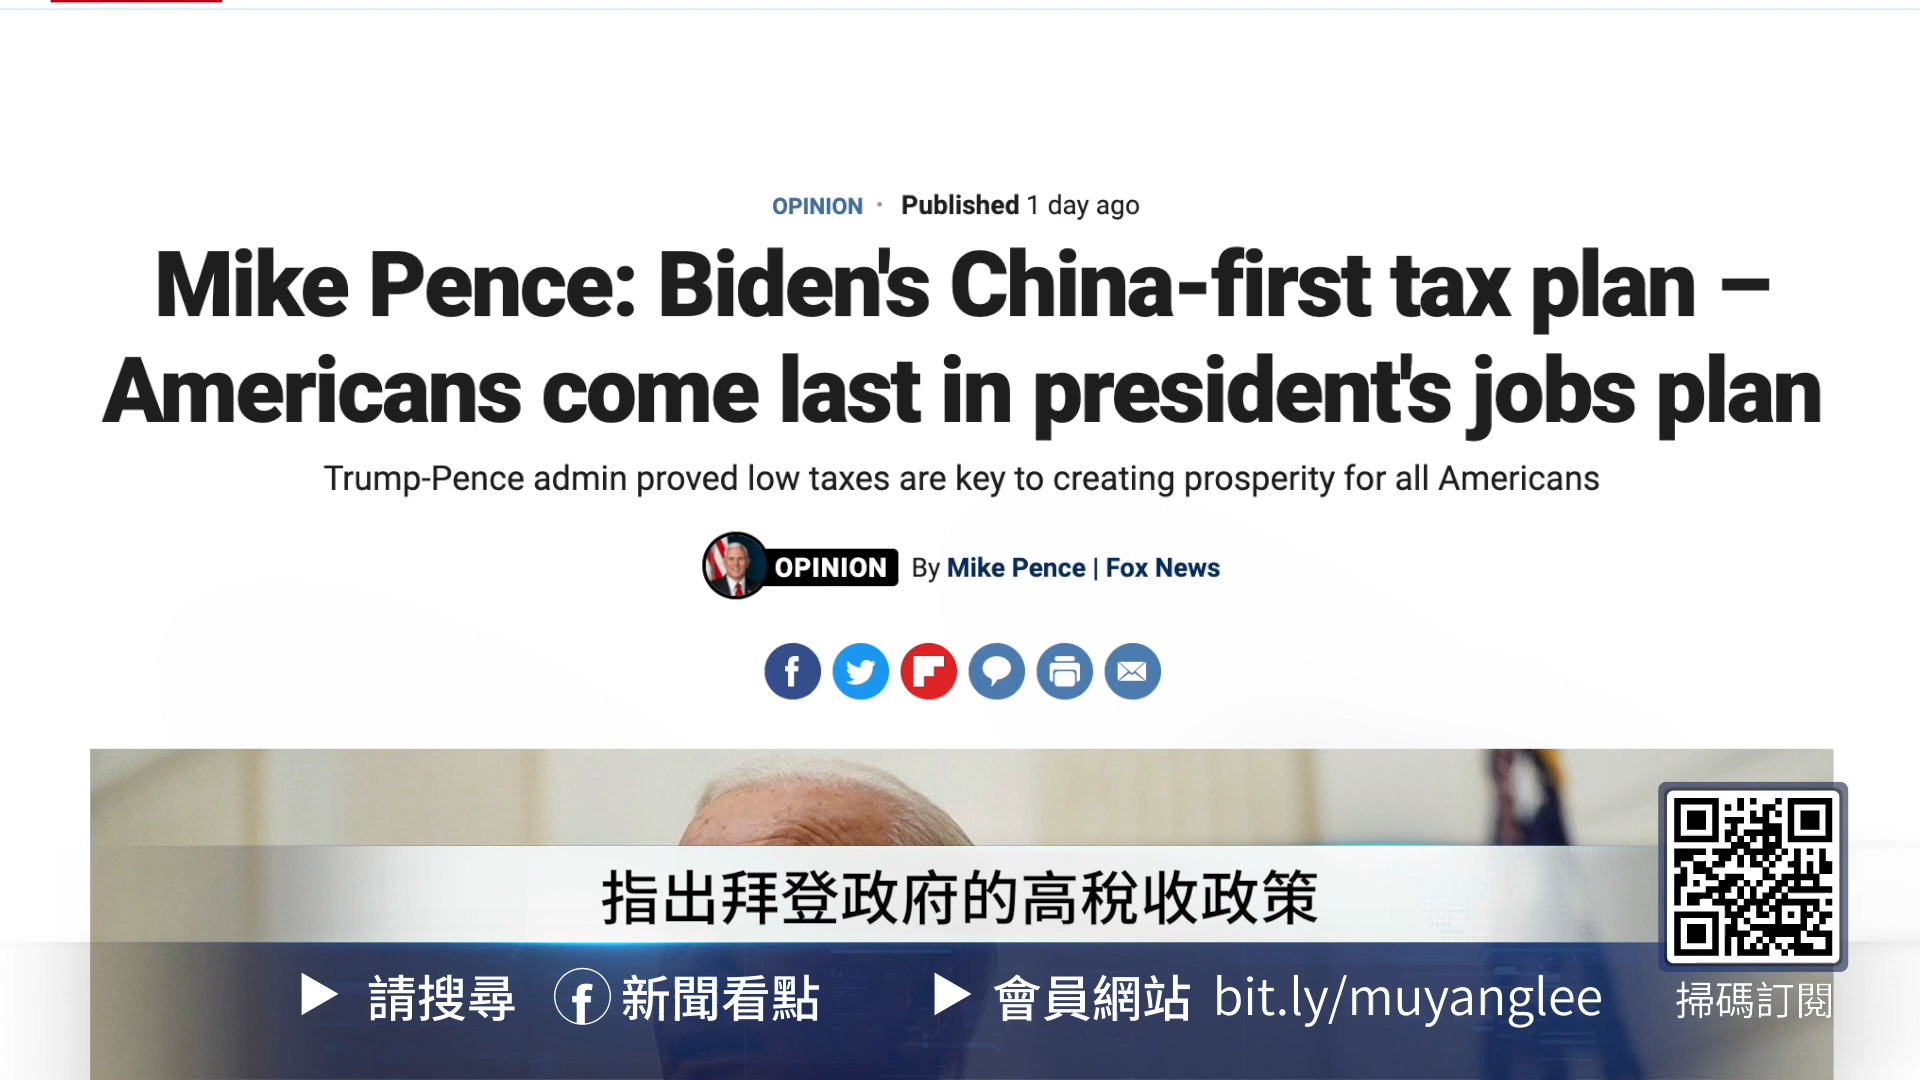 OPINION · Published 1 day ago
Mike Pence: Biden's China-first tax plan –
Americans come last in president's jobs plan
Trump-Pence admin proved low taxes are key to creating prosperity for all Americans
OPINION By Mike Pence | Fox News
指出拜登政府的高稅收政策
▶ 請搜尋 f 新聞看點 ▶ 會員網站 bit.ly/muyanglee
掃碼訂閱